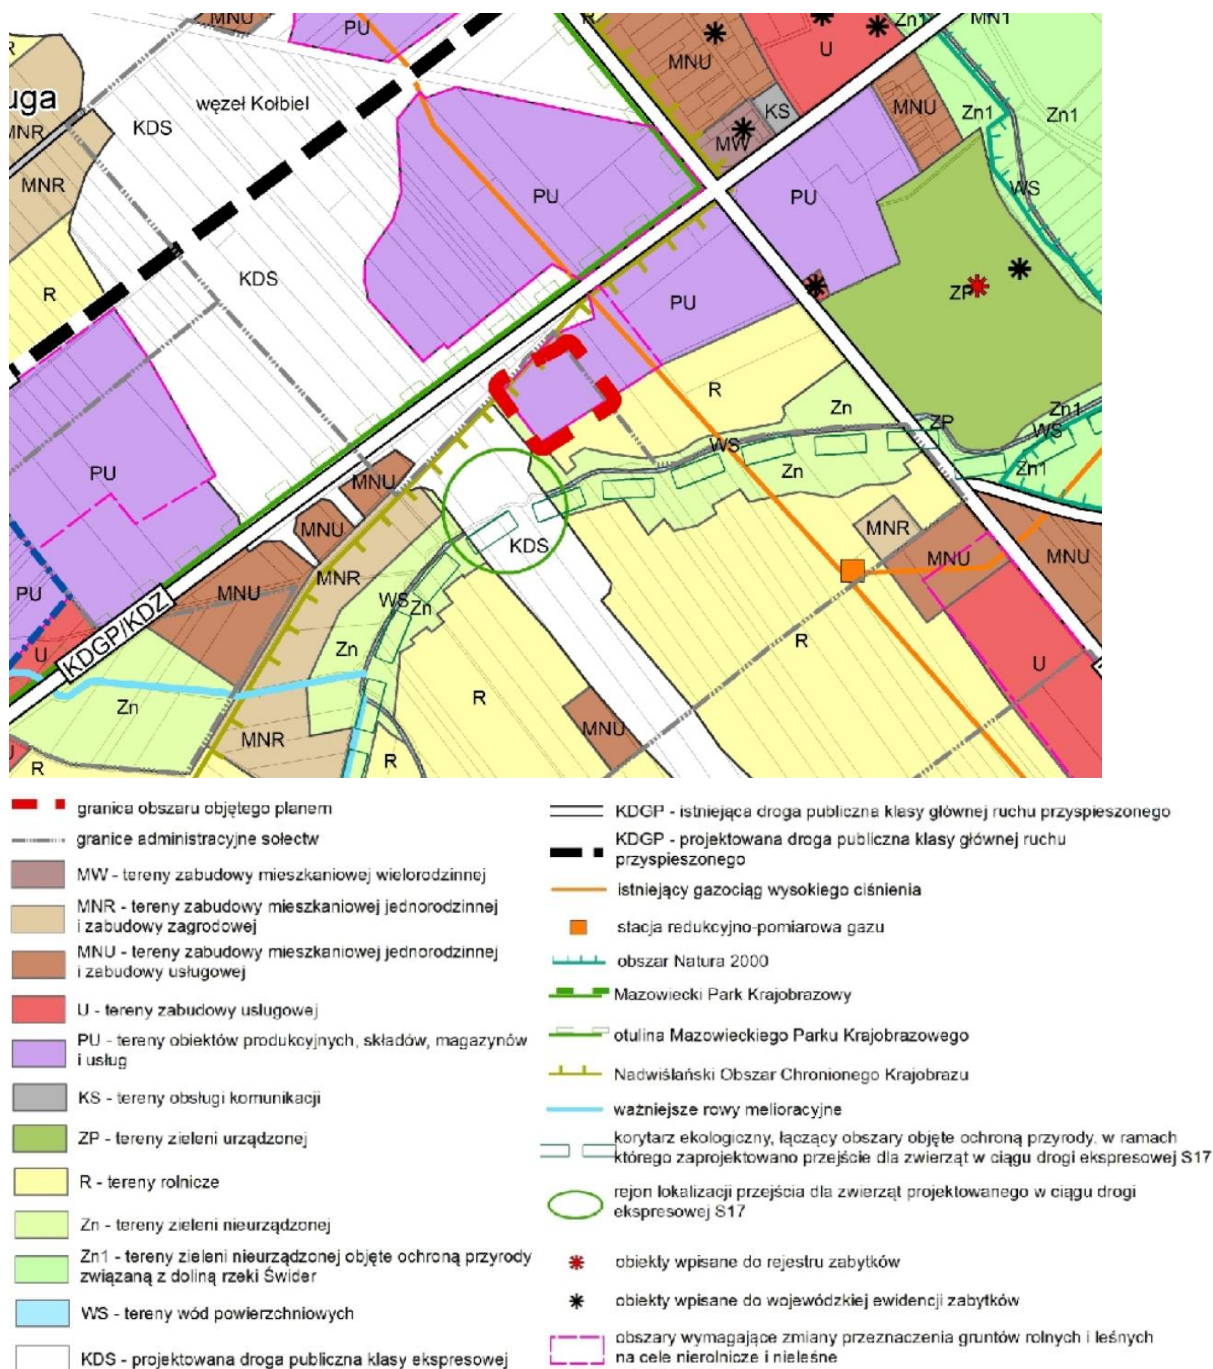 MNU
PU
U
Zn1
MN1
R
MNU
węzeł Kołbiel
KS
MNU
Zn1
Zn1
uga
KDS
MNR
MW
MNR
PU
PU
WS
KDS
R
ZP
PU
R
Zn
ZP
Zn1
WS
WS
PU
MNU
Zn
Zn1
MNU
MNR
KDS
MNU
MNU
MNR
MNU
PU
WS
Zn
KDGP/KDZ
R
U
Zn
U
Zn
R
MNR
MNU
U
R
R
granica obszaru objętego planem
granice administracyjne sołectw
MW - tereny zabudowy mieszkaniowej wielorodzinnej
MNR - tereny zabudowy mieszkaniowej jednorodzinnej
i zabudowy zagrodowej
MNU - tereny zabudowy mieszkaniowej jednorodzinnej
i zabudowy usługowej
U - tereny zabudowy usługowej
PU - tereny obiektów produkcyjnych, składów, magazynów
i usług
KS - tereny obsługi komunikacji
ZP - tereny zieleni urządzonej
R - tereny rolnicze
Zn - tereny zieleni nieurządzonej
Zn1 - tereny zieleni nieurządzonej objęte ochroną przyrody
związaną z doliną rzeki Świder
WS - tereny wód powierzchniowych
KDS - projektowana droga publiczna klasy ekspresowej
KDGP - istniejąca droga publiczna klasy głównej ruchu przyspieszonego
KDGP - projektowana droga publiczna klasy głównej ruchu
przyspieszonego
istniejący gazociąg wysokiego ciśnienia
stacja redukcyjno-pomiarowa gazu
obszar Natura 2000
Mazowiecki Park Krajobrazowy
otulina Mazowieckiego Parku Krajobrazowego
Nadwiślański Obszar Chronionego Krajobrazu
ważniejsze rowy melioracyjne
korytarz ekologiczny, łączący obszary objęte ochroną przyrody, w ramach
którego zaprojektowano przejście dla zwierząt w ciągu drogi ekspresowej S17
rejon lokalizacji przejścia dla zwierząt projektowanego w ciągu drogi
ekspresowej S17
obiekty wpisane do rejestru zabytków
obiekty wpisane do wojewódzkiej ewidencji zabytków
obszary wymagające zmiany przeznaczenia gruntów rolnych i leśnych
na cele nierolnicze i nieleśne